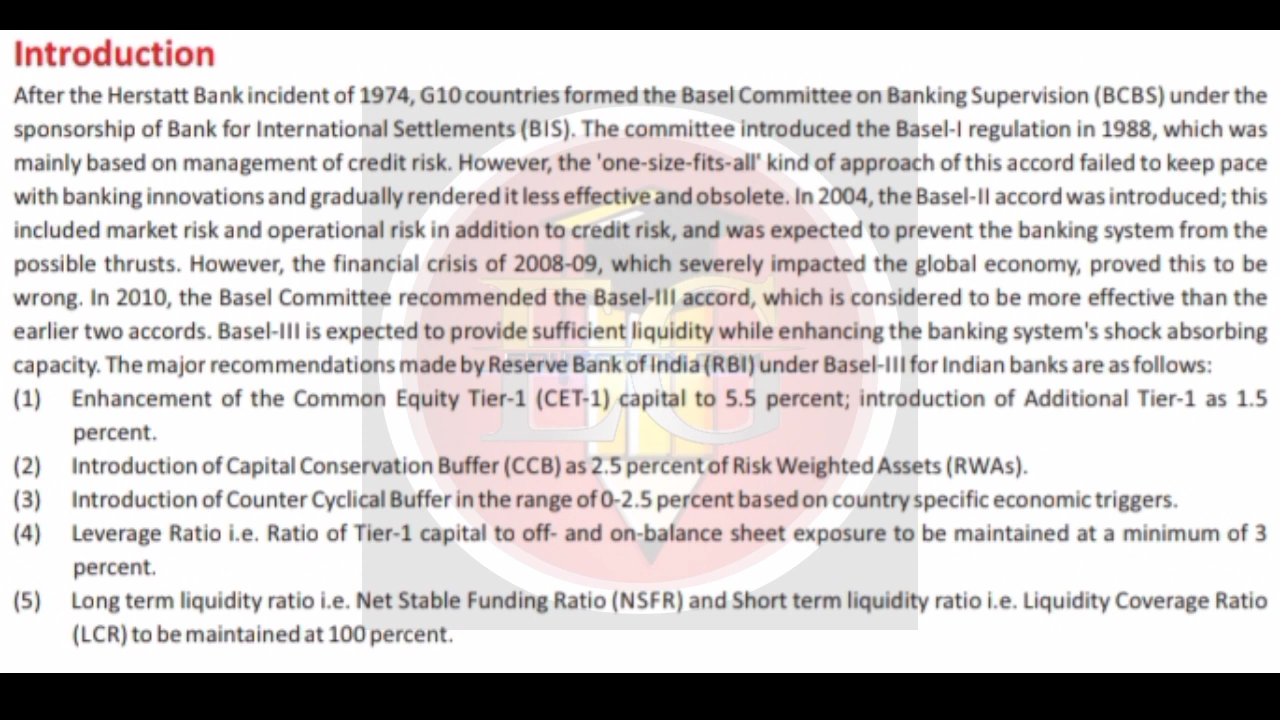 Introduction
After the Herstatt Bank incident of 1974, G10 countries formed the Basel Committee on Banking Supervision (BCBS) under the
sponsorship of Bank for International Settlements (BIS). The committee introduced the Basel-I regulation in 1988, which was
mainly based on management of credit risk. However, the 'one-size-fits-all' kind of approach of this accord failed to keep pace
with banking innovations and gradually rendered it less effective and obsolete. In 2004, the Basel-II accord was introduced; this
included market risk and operational risk in addition to credit risk, and was expected to prevent the banking system from the
possible thrusts. However, the financial crisis of 2008-09, which severely impacted the global economy, proved this to be
wrong. In 2010, the Basel Committee recommended the Basel-III accord, which is considered to be more effective than the
earlier two accords. Basel-III is expected to provide sufficient liquidity while enhancing the banking system's shock absorbing
capacity. The major recommendations made by Reserve Bank of India (RBI) under Basel-III for Indian banks are as follows:
(1) Enhancement of the Common Equity Tier-1 (CET-1) capital to 5.5 percent; introduction of Additional Tier-1 as 1.5
percent.
(2) Introduction of Capital Conservation Buffer (CCB) as 2.5 percent of Risk Weighted Assets (RWAs).
(3) Introduction of Counter Cyclical Buffer in the range of 0-2.5 percent based on country specific economic triggers.
(4) Leverage Ratio i.e. Ratio of Tier-1 capital to off- and on-balance sheet exposure to be maintained at a minimum of 3
percent.
(5) Long term liquidity ratio i.e. Net Stable Funding Ratio (NSFR) and Short term liquidity ratio i.e. Liquidity Coverage Ratio
(LCR) to be maintained at 100 percent.